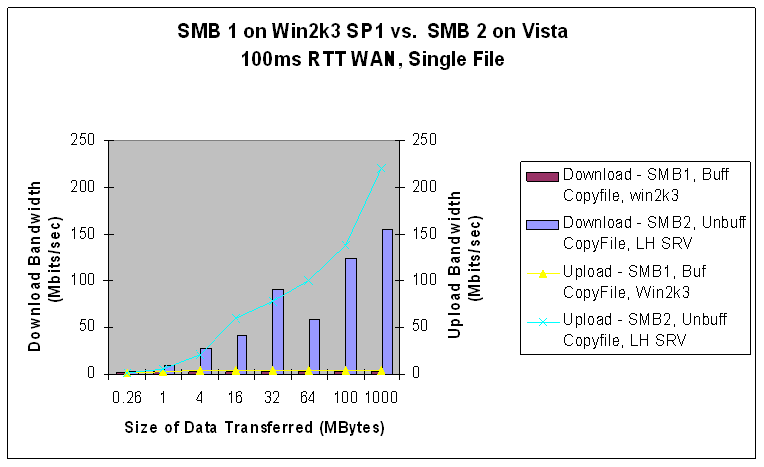 SMB 1 on Win2k3 SP1 vs. SMB 2 on Vista
100ms RTT WAN, Single File
Download Bandwidth
(Mbits/sec)
250
200
150
100
50
0
0.26 1 4 16 32 64 100 1000
Size of Data Transferred (MBytes)
250
200
150
100
50
0
Upload Bandwidth
(Mbits/sec)
Download - SMB1, Buff
Copyfile, win2k3
Download - SMB2, Unbuff
CopyFile, LH SRV
Upload - SMB1, Buf
CopyFile, Win2k3
Upload - SMB2, Unbuff
Copyfile, LH SRV